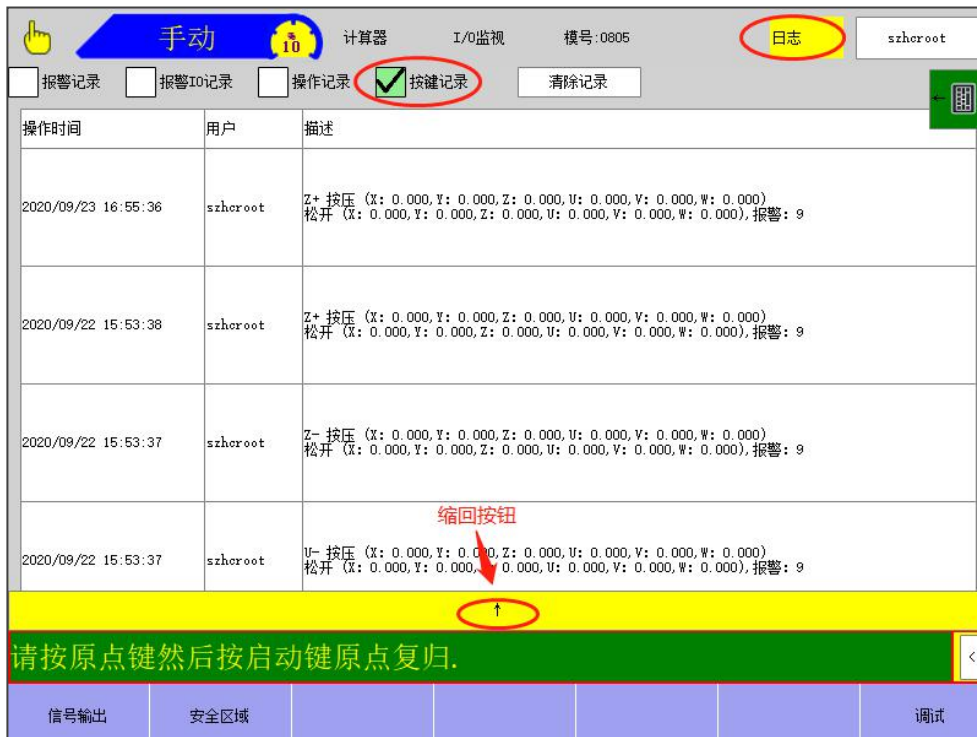 手动 % 10 计算器 I/O监视 模号:0805 日志 szhcroot
报警记录 报警IO记录 操作记录 按键记录 清除记录
操作时间 用户 描述
2020/09/23 16:55:36 szhcroot Z+ 按压 (X: 0.000,Y: 0.000,Z: 0.000,U: 0.000,V: 0.000,W: 0.000)
松开 (X: 0.000,Y: 0.000,Z: 0.000,U: 0.000,V: 0.000,W: 0.000),报警: 9
2020/09/22 15:53:38 szhcroot Z+ 按压 (X: 0.000,Y: 0.000,Z: 0.000,U: 0.000,V: 0.000,W: 0.000)
松开 (X: 0.000,Y: 0.000,Z: 0.000,U: 0.000,V: 0.000,W: 0.000),报警: 9
2020/09/22 15:53:37 szhcroot Z- 按压 (X: 0.000,Y: 0.000,Z: 0.000,U: 0.000,V: 0.000,W: 0.000)
松开 (X: 0.000,Y: 0.000,Z: 0.000,U: 0.000,V: 0.000,W: 0.000),报警: 9
缩回按钮
2020/09/22 15:53:37 szhcroot U- 按压 (X: 0.000,Y: 0.000,Z: 0.000,U: 0.000,V: 0.000,W: 0.000)
松开 (X: 0.000,Y: 0.000, 0.000,U: 0.000,V: 0.000,W: 0.000),报警: 9
↑
请按原点键然后按启动键原点复归. <
信号输出 安全区域 调试